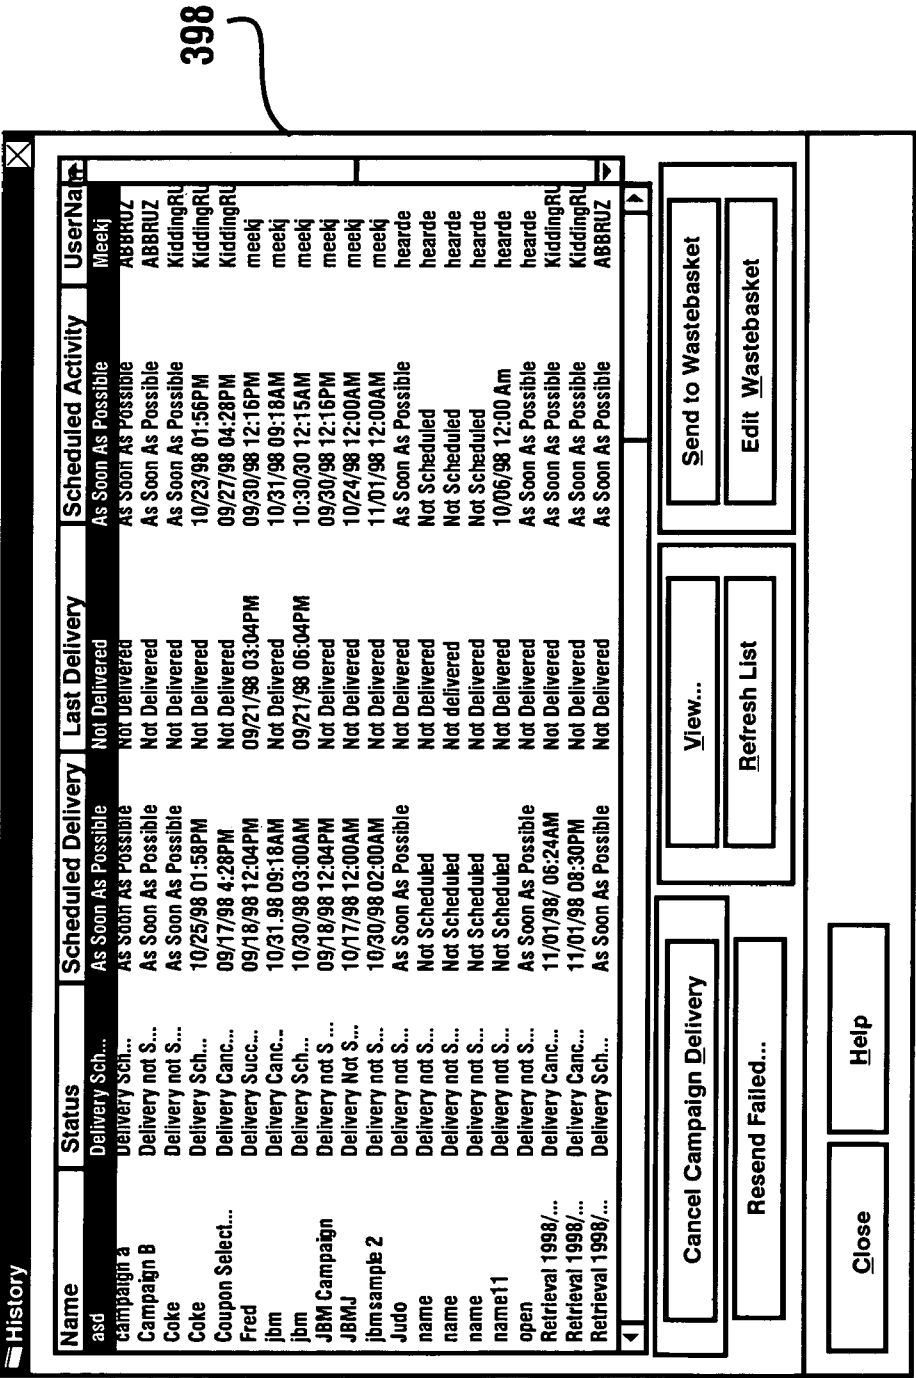 398
History
Name Status Scheduled Delivery Last Delivery Scheduled Activity UserNam
asd Delivery Sch... As Soon As Possible Not Delivered As Soon As Possible Meekj
campaign a Delivery Sch... As Soon As Possible Not Delivered As Soon As Possible ABBRUZ
Campaign B Delivery not S... As Soon As Possible Not Delivered As Soon As Possible ABBRUZ
Coke Delivery not S... As Soon As Possible Not Delivered As Soon As Possible KiddingRU
Coke Delivery Sch... 10/25/98 01:58PM Not Delivered 10/23/98 01:56PM KiddingRU
Coupon Select... Delivery Canc... 09/17/98 4:28PM Not Delivered 09/27/98 04:28PM KiddingRU
Fred Delivery Succ... 09/18/98 12:04PM 09/21/98 03:04PM 09/30/98 12:16PM meekj
jbm Delivery Canc.. 10/31.98 09:18AM Not Delivered 10/31/98 09:18AM meekj
jbm Delivery Sch... 10/30/98 03:00AM 09/21/98 06:04PM 10:30/30 12:15AM meekj
JBM Campaign Delivery not S ... 09/18/98 12:04PM Not Delivered 09/30/98 12:16PM meekj
JBMJ Delivery Not S... 10/17/98 12:00AM Not Delivered 10/24/98 12:00AM meekj
jbmsample 2 Delivery not S... 10/30/98 02:00AM Not Delivered 11/01/98 12:00AM meekj
Judo Delivery not S... As Soon As Possible Not Delivered As Soon As Possible hearde
name Delivery not S... Not Scheduled Not Delivered Not Scheduled hearde
name Delivery not S... Not Scheduled Not delivered Not Scheduled hearde
name Delivery not S... Not Scheduled Not Delivered Not Scheduled hearde
name11 Delivery not S... Not Scheduled Not Delivered 10/06/98 12:00 Am hearde
open Delivery not S... As Soon As Possible Not Delivered As Soon As Possible hearde
Retrieval 1998/... Delivery Canc... 11/01/98/ 06:24AM Not Delivered As Soon As Possible KiddingRU
Retrieval 1998/... Delivery Canc... 11/01/98 08:30PM Not Delivered As Soon As Possible KiddingRU
Retrieval 1998/... Delivery Sch... As Soon As Possible Not Delivered As Soon As Possible ABBRUZ
Cancel Campaign Delivery View... Send to Wastebasket
Resend Failed... Refresh List Edit Wastebasket
Close Help